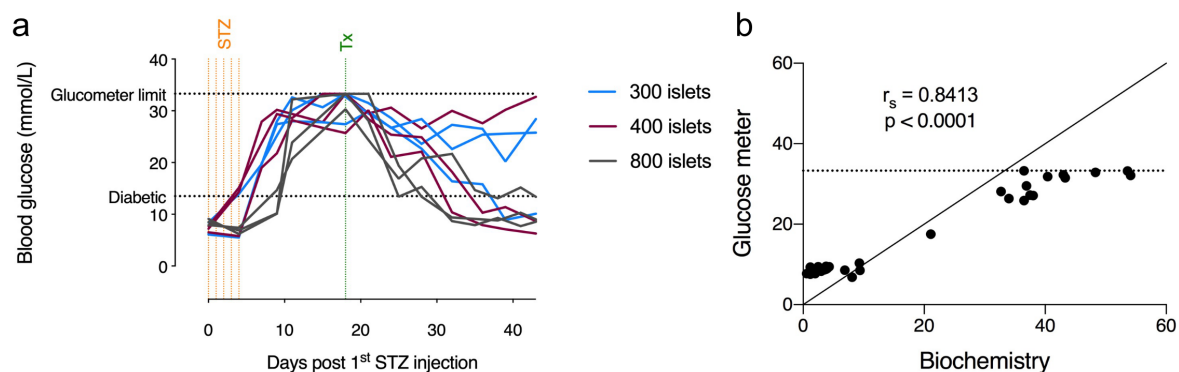 a
STZ
Tx
Blood glucose (mmol/L)
40
Glucometer limit
30
20
Diabetic
10
0
0 10 20 30 40
Days post 1st STZ injection
300 islets
400 islets
800 islets
b
Glucose meter
60
40
20
0
rs = 0.8413
p < 0.0001
0 20 40 60
Biochemistry